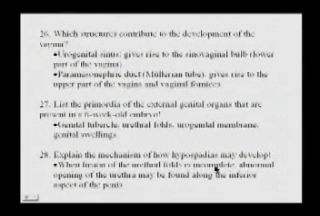 26. Which structures contribute to the development of the
vagina?
•Urogenital sinus: gives rise to the sinovaginal bulb (lower
part of the vagina)
•Paramesonephric duct (Müllerian tube): gives rise to the
upper part of the vagina and vaginal fornices
27. List the primordia of the external genital organs that are
present in a 6-week-old embryo!
•Genital tubercle, urethral folds, urogenital membrane,
genital swellings
28. Explain the mechanism of how hypospadias may develop!
•When fusion of the urethral folds is incomplete, abnormal
opening of the urethra may be found along the inferior
aspect of the penis